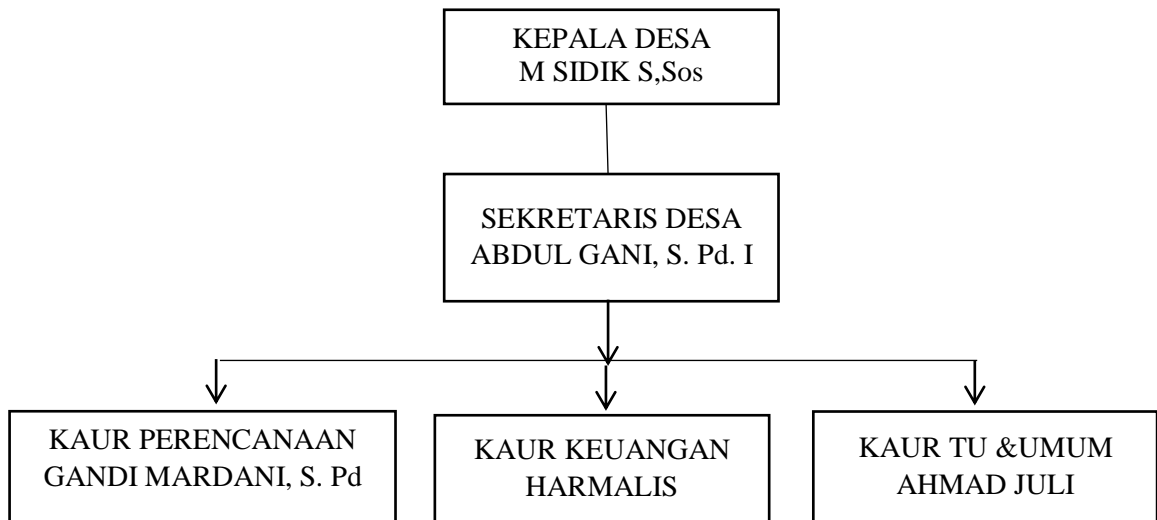 KEPALA DESA
M SIDIK S,Sos
SEKRETARIS DESA
ABDUL GANI, S. Pd. I
KAUR PERENCANAAN
GANDI MARDANI, S. Pd
KAUR KEUANGAN
HARMALIS
KAUR TU &UMUM
AHMAD JULI